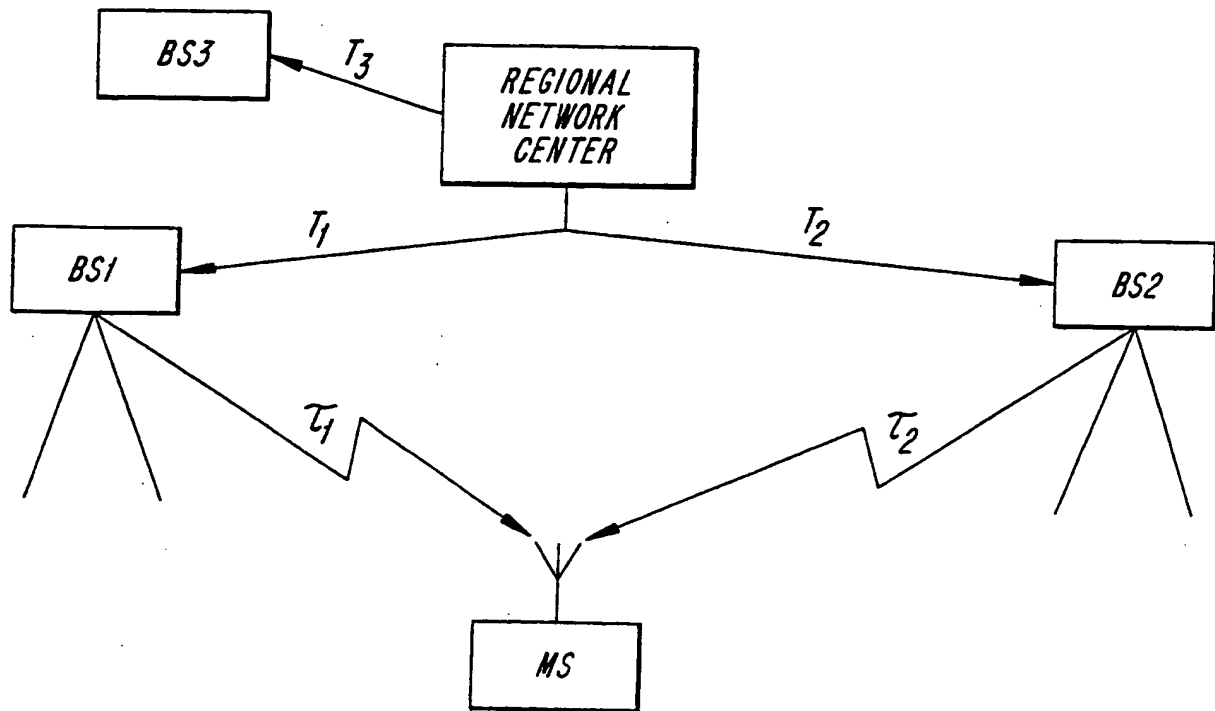 BS3
T3
REGIONAL
NETWORK
CENTER
T1
T2
BS1
BS2
τ1
τ2
MS